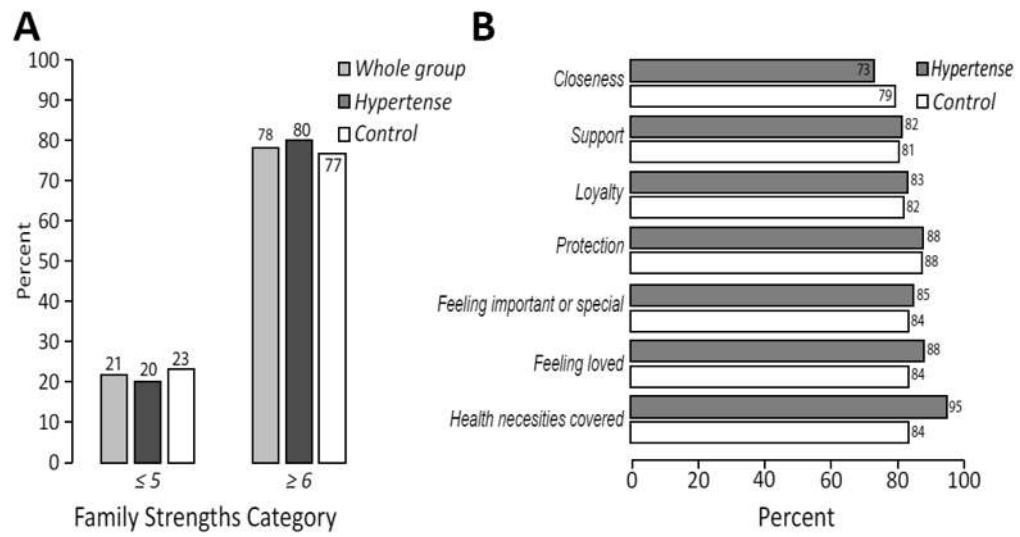 A
100
90
80
70
60
50
40
30
20
10
0
Percent
Whole group
Hypertense
Control
21
20
23
78
80
77
≤ 5
≥ 6
Family Strengths Category
B
Hypertense
Control
Closeness
73
79
Support
82
81
Loyalty
83
82
Protection
88
88
Feeling important or special
85
84
Feeling loved
88
84
Health necesities covered
95
84
0 20 40 60 80 100
Percent